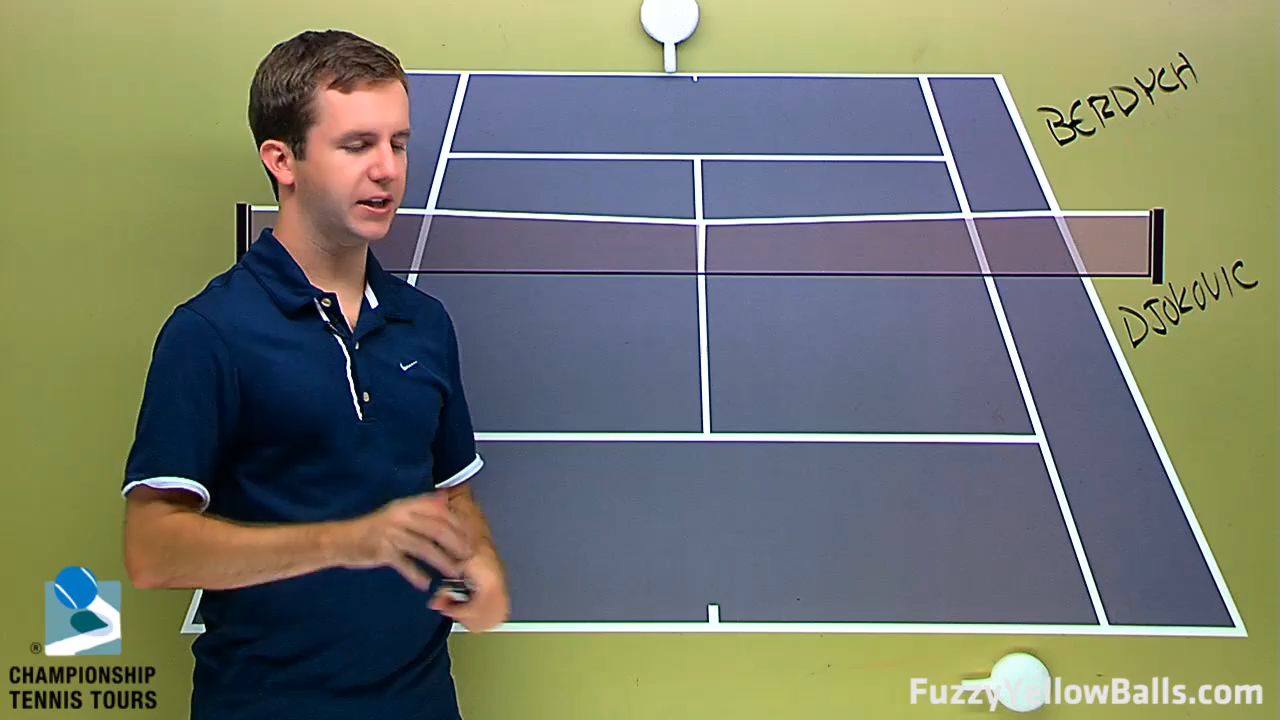 BERDYCH
DJOKOVIC
® CHAMPIONSHIP
TENNIS TOURS
FuzzyYellowBalls.com